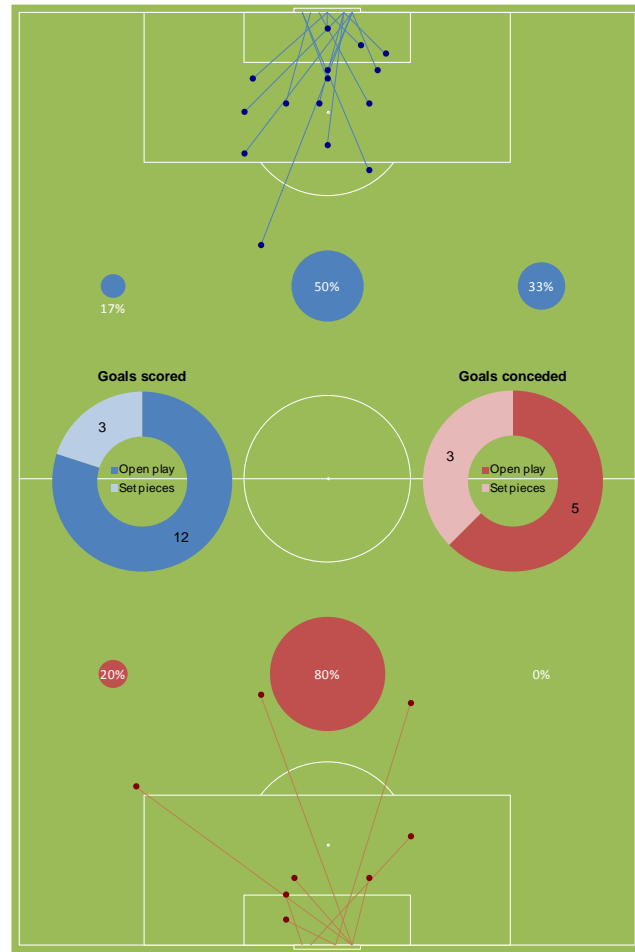 50%
33%
17%
Goals scored
Goals conceded
3
Open play
Set pieces
12
3
Open play
Set pieces
5
20%
80%
0%